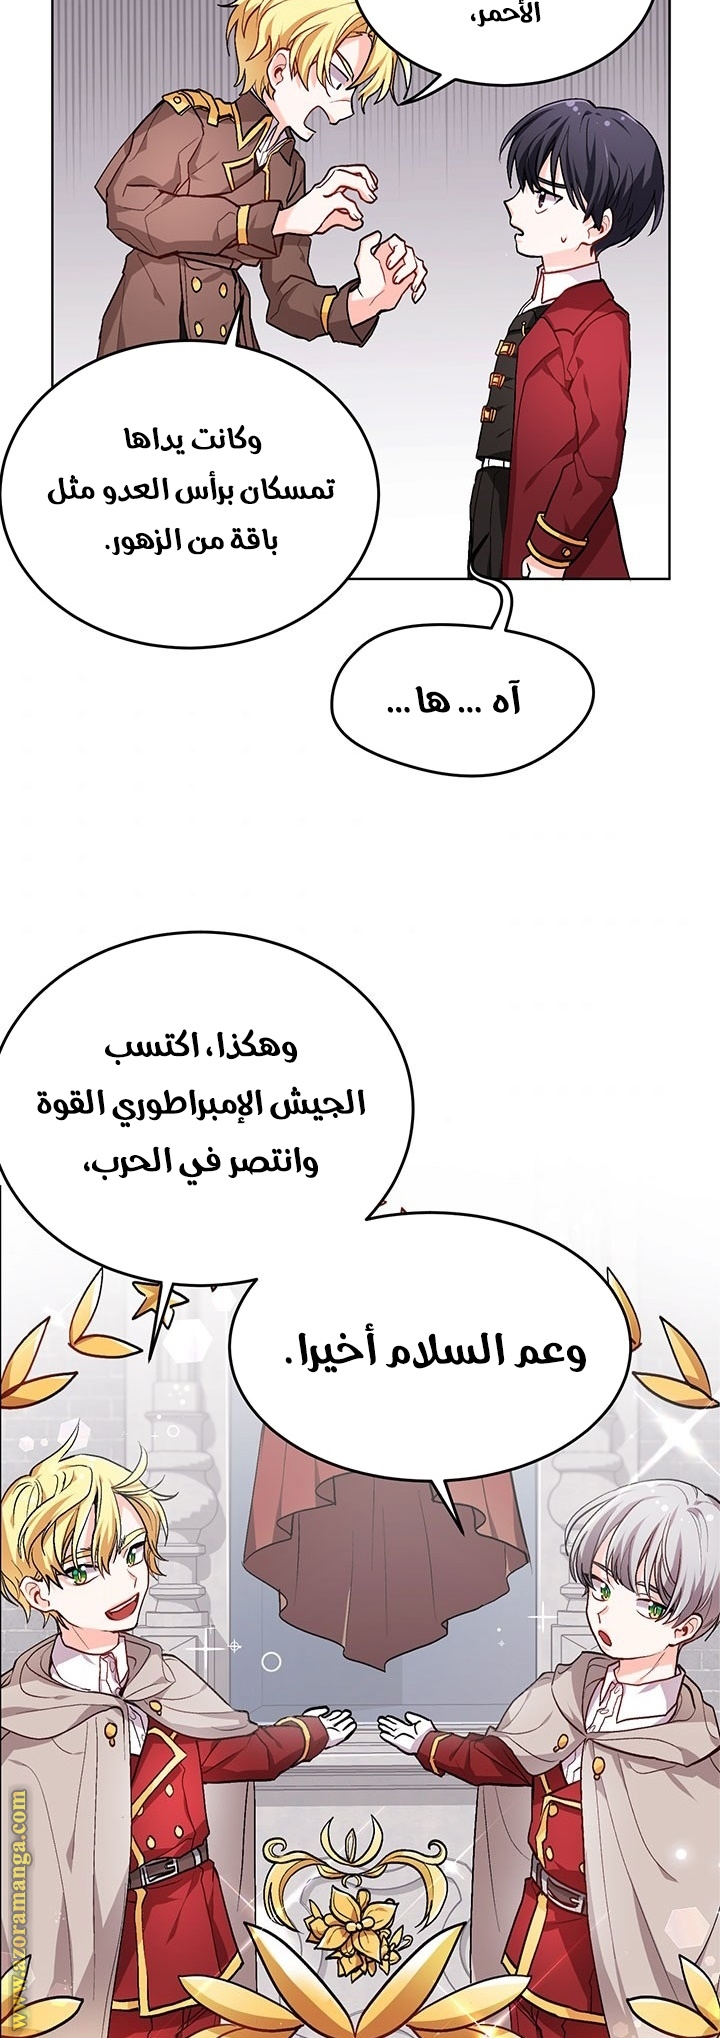 الأحمر،
وكانت يداها
تمسكان برأس العدو مثل
باقة من الزهور.
آه ... ها...
وهكذا، اكتسب
الجيش الإمبراطوري القوة
وانتصر في الحرب،
وعم السلام أخيرا.
www.azoramanga.com